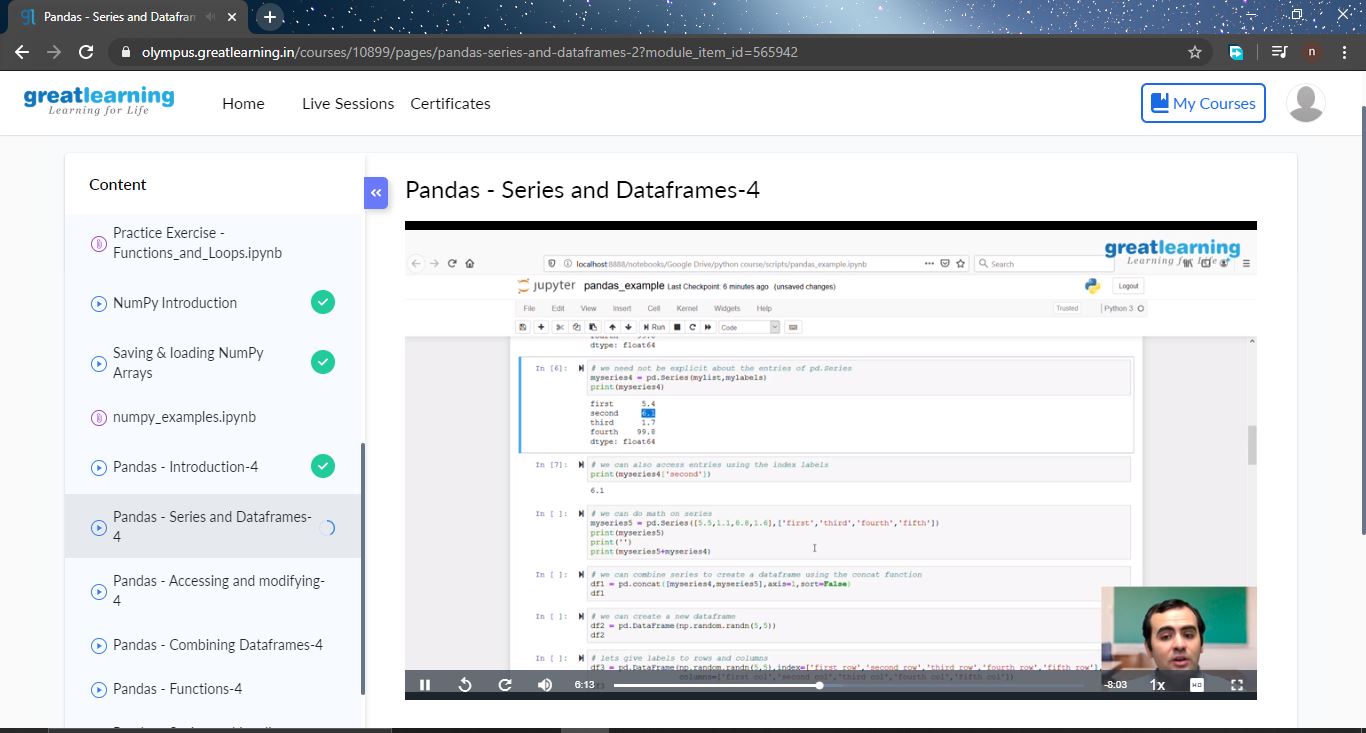 Pandas - Series and Datafran
olympus.greatlearning.in/courses/10899/pages/pandas-series-and-dataframes-2?module_item_id=565942
n
greatlearning
Learning for Life
Home
Live Sessions
Certificates
My Courses
Content
Practice Exercise -
Functions_and_Loops.ipynb
NumPy Introduction
Saving & loading NumPy
Arrays
numpy_examples.ipynb
Pandas - Introduction-4
Pandas - Series and Dataframes-
4
Pandas - Accessing and modifying-
4
Pandas - Combining Dataframes-4
Pandas - Functions-4
Pandas - Series and Dataframes-4
greatlearning
Learning for Life
localhost:8888/notebooks/Google Drive/python course/scripts/pandas_example.ipynb
Search
jupyter pandas_example Last Checkpoint: 6 minutes ago (unsaved changes)
Logout
File Edit View Insert Cell Kernel Widgets Help
Trusted
Python 3
Run
Code
dtype: float64
In [6]:
# we need not be explicit about the entries of pd.Series
myseries4 = pd.Series(mylist,mylabels)
print(myseries4)
first 5.4
second 6.1
third 1.7
fourth 99.8
dtype: float64
In [7]:
# we can also access entries using the index labels
print(myseries4['second'])
6.1
In [ ]:
# we can do math on series
myseries5 = pd.Series([5.5,1.1,8.8,1.6],['first','third','fourth','fifth'])
print(myseries5)
print('')
print(myseries5+myseries4)
In [ ]:
# we can combine series to create a dataframe using the concat function
df1 = pd.concat([myseries4,myseries5],axis=1,sort=False)
df1
In [ ]:
# we can create a new dataframe
df2 = pd.DataFrame(np.random.randn(5,5))
df2
In [ ]:
# lets give labels to rows and columns
df3 = pd.DataFrame(np.random.randn(5,5),index=['first row','second row','third row','fourth row','fifth row'],
columns=['first col','second col','third col','fourth col','fifth col'])
6:13
-8:03
1x
HD